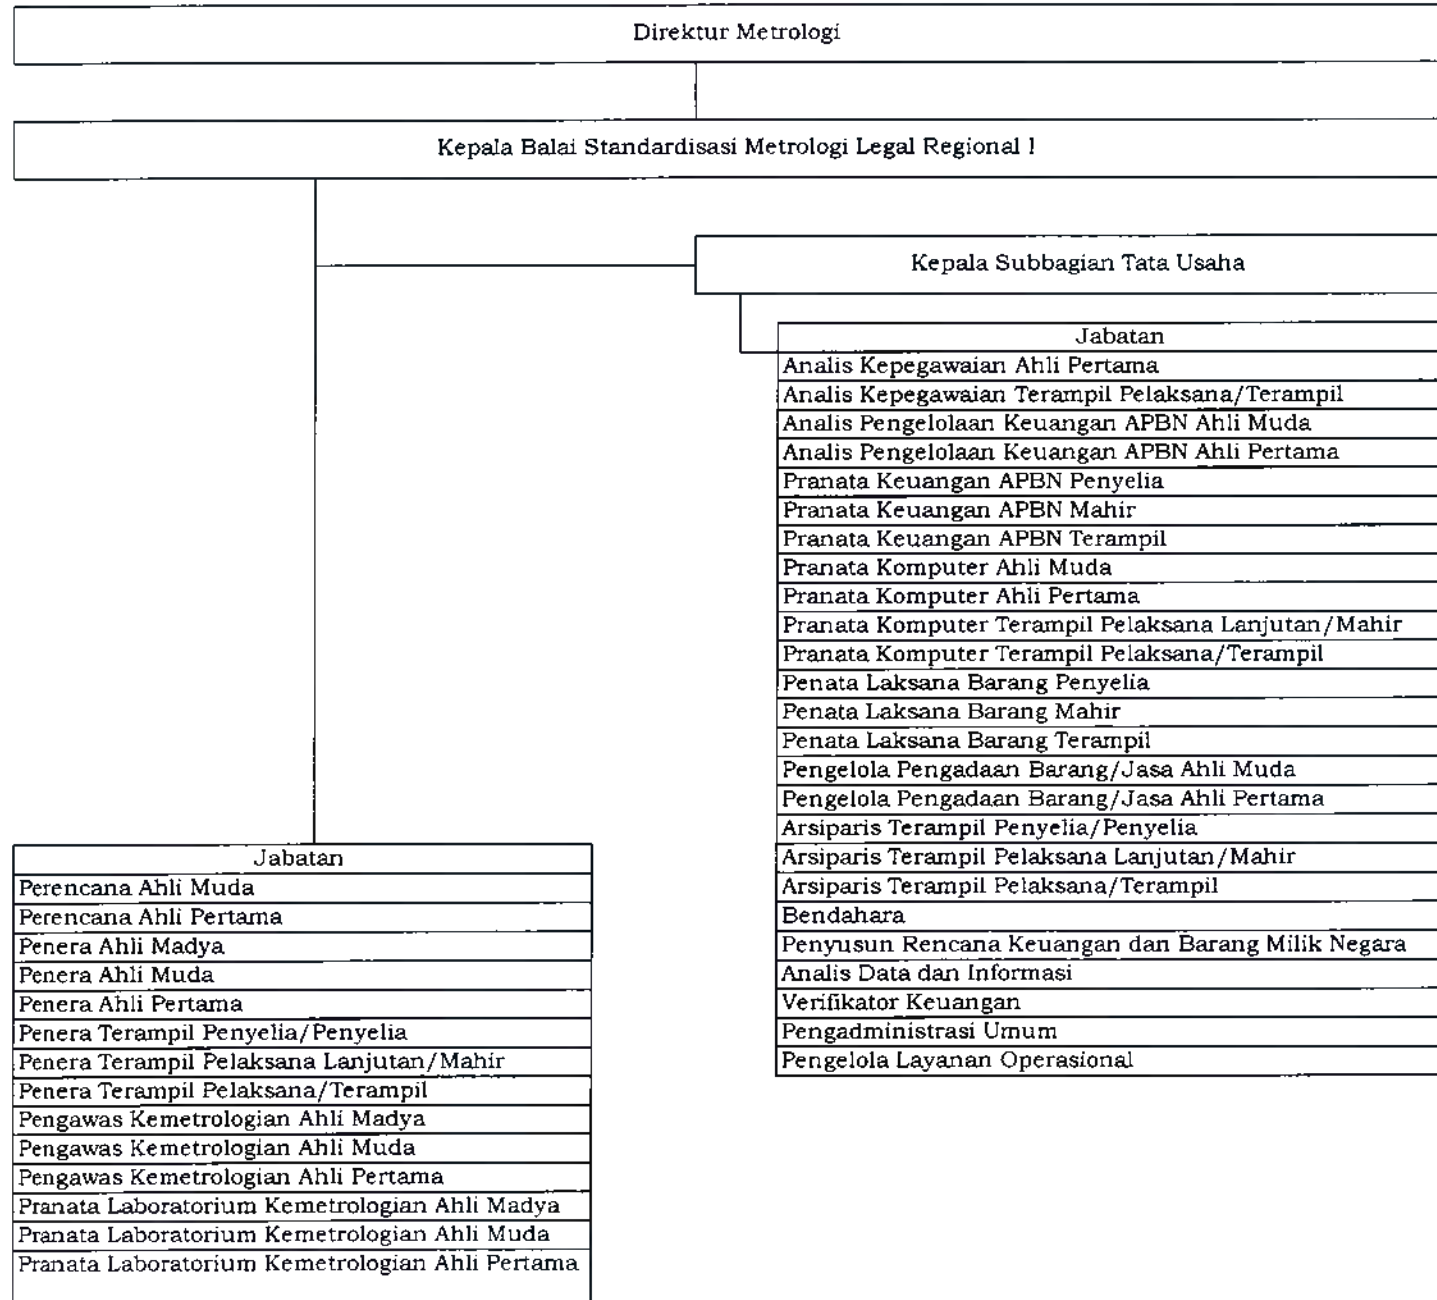 Direktur Metrologi
Kepala Balai Standardisasi Metrologi Legal Regional I
Kepala Subbagian Tata Usaha
Jabatan
Analis Kepegawaian Ahli Pertama
Analis Kepegawaian Terampil Pelaksana/Terampil
Analis Pengelolaan Keuangan APBN Ahli Muda
Analis Pengelolaan Keuangan APBN Ahli Pertama
Pranata Keuangan APBN Penyelia
Pranata Keuangan APBN Mahir
Pranata Keuangan APBN Terampil
Pranata Komputer Ahli Muda
Pranata Komputer Ahli Pertama
Pranata Komputer Terampil Pelaksana Lanjutan/Mahir
Pranata Komputer Terampil Pelaksana/Terampil
Penata Laksana Barang Penyelia
Penata Laksana Barang Mahir
Penata Laksana Barang Terampil
Pengelola Pengadaan Barang/Jasa Ahli Muda
Pengelola Pengadaan Barang/Jasa Ahli Pertama
Arsiparis Terampil Penyelia/Penyelia
Arsiparis Terampil Pelaksana Lanjutan/Mahir
Arsiparis Terampil Pelaksana/Terampil
Bendahara
Penyusun Rencana Keuangan dan Barang Milik Negara
Analis Data dan Informasi
Verifikator Keuangan
Pengadministrasi Umum
Pengelola Layanan Operasional
Jabatan
Perencana Ahli Muda
Perencana Ahli Pertama
Penera Ahli Madya
Penera Ahli Muda
Penera Ahli Pertama
Penera Terampil Penyelia/Penyelia
Penera Terampil Pelaksana Lanjutan/Mahir
Penera Terampil Pelaksana/Terampil
Pengawas Kemetrologian Ahli Madya
Pengawas Kemetrologian Ahli Muda
Pengawas Kemetrologian Ahli Pertama
Pranata Laboratorium Kemetrologian Ahli Madya
Pranata Laboratorium Kemetrologian Ahli Muda
Pranata Laboratorium Kemetrologian Ahli Pertama